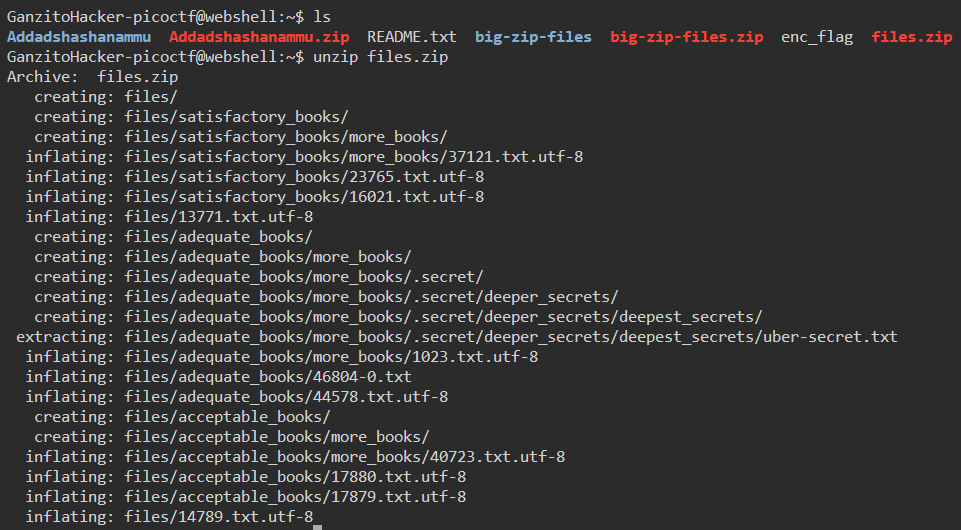 GanzitoHacker-picoctf@webshell:~$ ls
Addadshashanammu  Addadshashanammu.zip  README.txt  big-zip-files  big-zip-files.zip  enc_flag  files.zip
GanzitoHacker-picoctf@webshell:~$ unzip files.zip
Archive:  files.zip
   creating: files/
   creating: files/satisfactory_books/
   creating: files/satisfactory_books/more_books/
  inflating: files/satisfactory_books/more_books/37121.txt.utf-8
  inflating: files/satisfactory_books/23765.txt.utf-8
  inflating: files/satisfactory_books/16021.txt.utf-8
  inflating: files/13771.txt.utf-8
   creating: files/adequate_books/
   creating: files/adequate_books/more_books/
   creating: files/adequate_books/more_books/.secret/
   creating: files/adequate_books/more_books/.secret/deeper_secrets/
   creating: files/adequate_books/more_books/.secret/deeper_secrets/deepest_secrets/
 extracting: files/adequate_books/more_books/.secret/deeper_secrets/deepest_secrets/uber-secret.txt
  inflating: files/adequate_books/more_books/1023.txt.utf-8
  inflating: files/adequate_books/46804-0.txt
  inflating: files/adequate_books/44578.txt.utf-8
   creating: files/acceptable_books/
   creating: files/acceptable_books/more_books/
  inflating: files/acceptable_books/more_books/40723.txt.utf-8
  inflating: files/acceptable_books/17880.txt.utf-8
  inflating: files/acceptable_books/17879.txt.utf-8
  inflating: files/14789.txt.utf-8